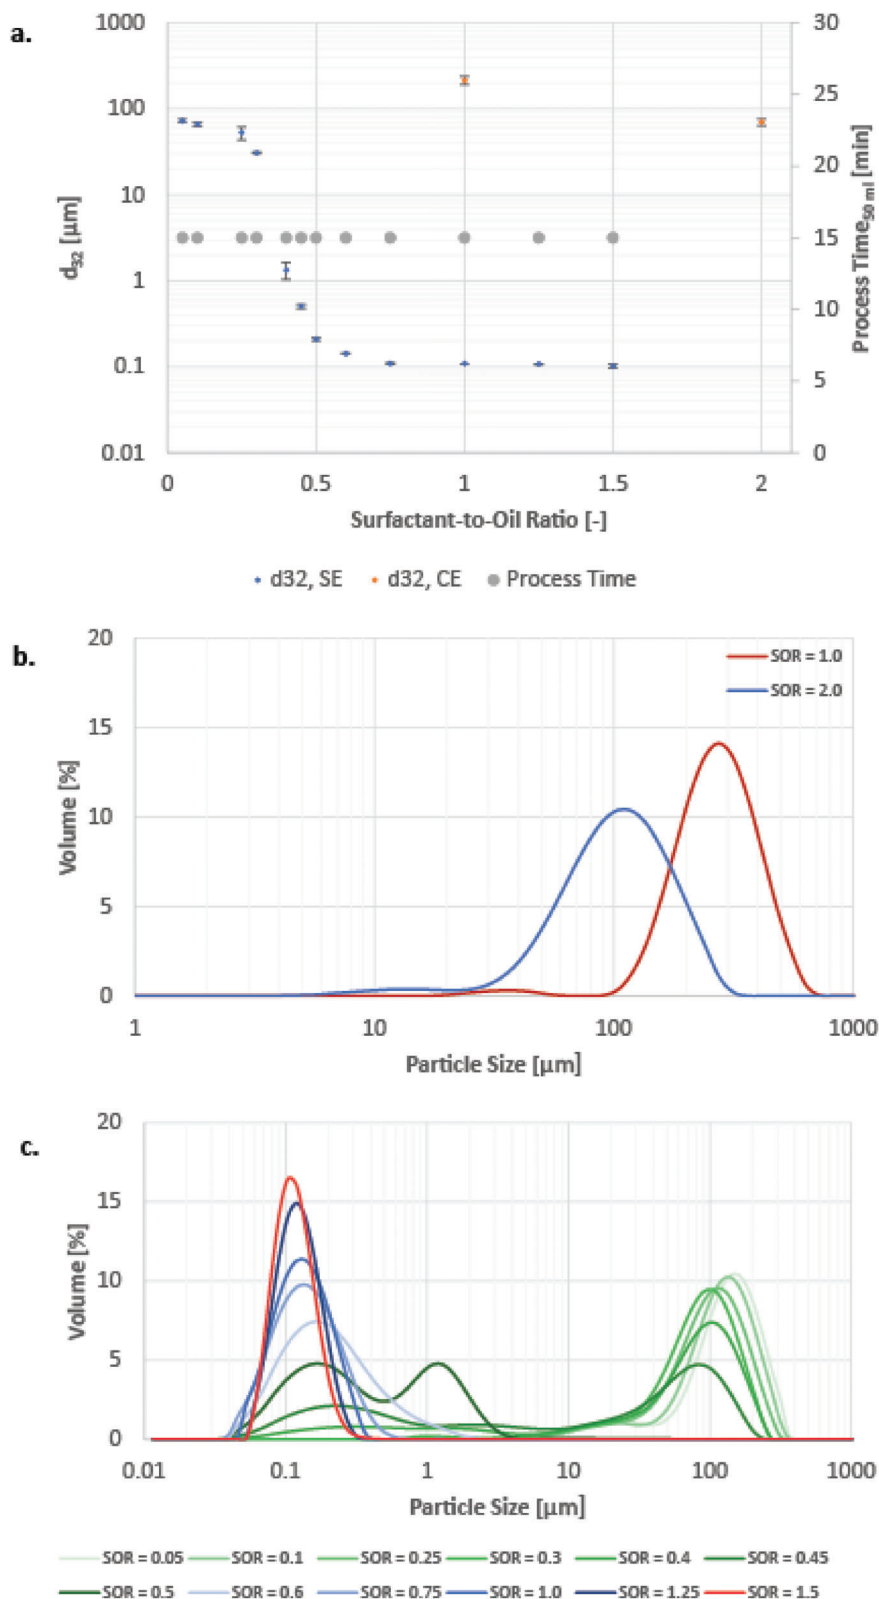 a.
1000
100
10
1
0.1
0.01
d32 [µm]
30
25
20
15
10
5
0
Process Time50 ml [min]
0 0.5 1 1.5 2
Surfactant-to-Oil Ratio [-]
d32, SE d32, CE Process Time
b.
20
15
10
5
0
Volume [%]
SOR = 1.0
SOR = 2.0
1 10 100 1000
Particle Size [µm]
c.
20
15
10
5
0
Volume [%]
0.01 0.1 1 10 100 1000
Particle Size [µm]
SOR = 0.05 SOR = 0.1 SOR = 0.25 SOR = 0.3 SOR = 0.4 SOR = 0.45
SOR = 0.5 SOR = 0.6 SOR = 0.75 SOR = 1.0 SOR = 1.25 SOR = 1.5